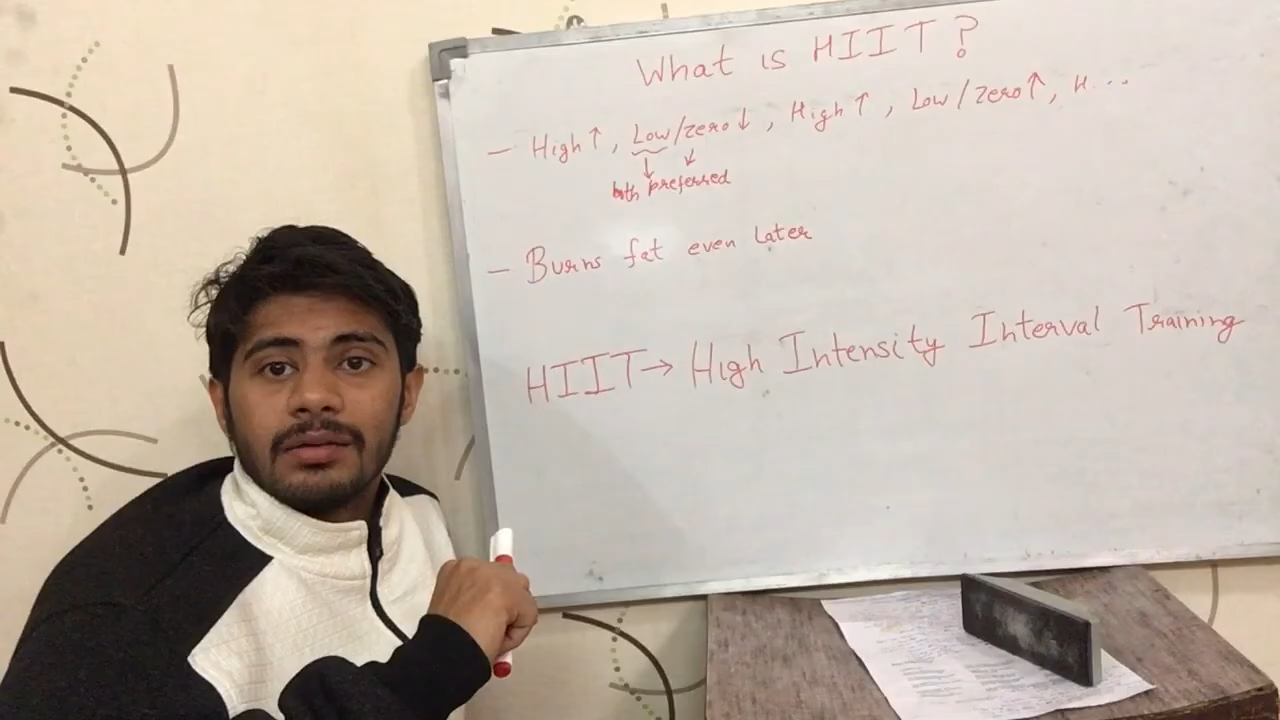 What is HIIT?
— High↑, Low/zero↓, High↑, Low/zero↑, H...
both preferred
— Burns fat even later
HIIT→ High Intensity Interval Training